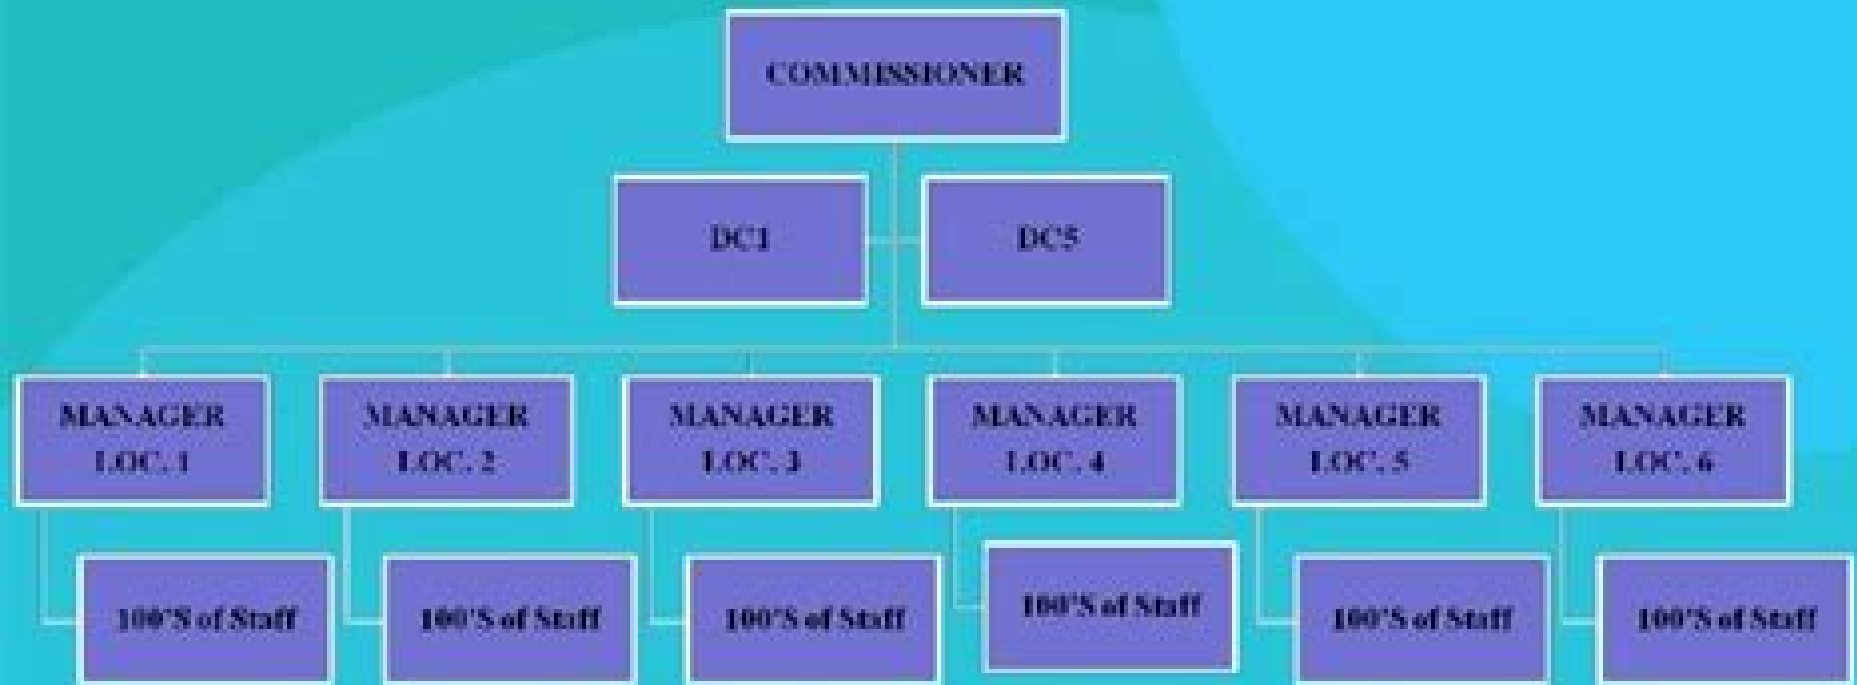 COMMISSIONER
DC1
DC5
MANAGER
LOC. 1
MANAGER
LOC. 2
MANAGER
LOC. 3
MANAGER
LOC. 4
MANAGER
LOC. 5
MANAGER
LOC. 6
100'S of Staff
100'S of Staff
100'S of Staff
100'S of Staff
100'S of Staff
100'S of Staff